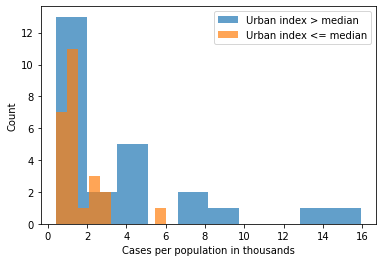 Urban index > median
Urban index <= median
12
10
8
6
4
2
0
Count
0 2 4 6 8 10 12 14 16
Cases per population in thousands